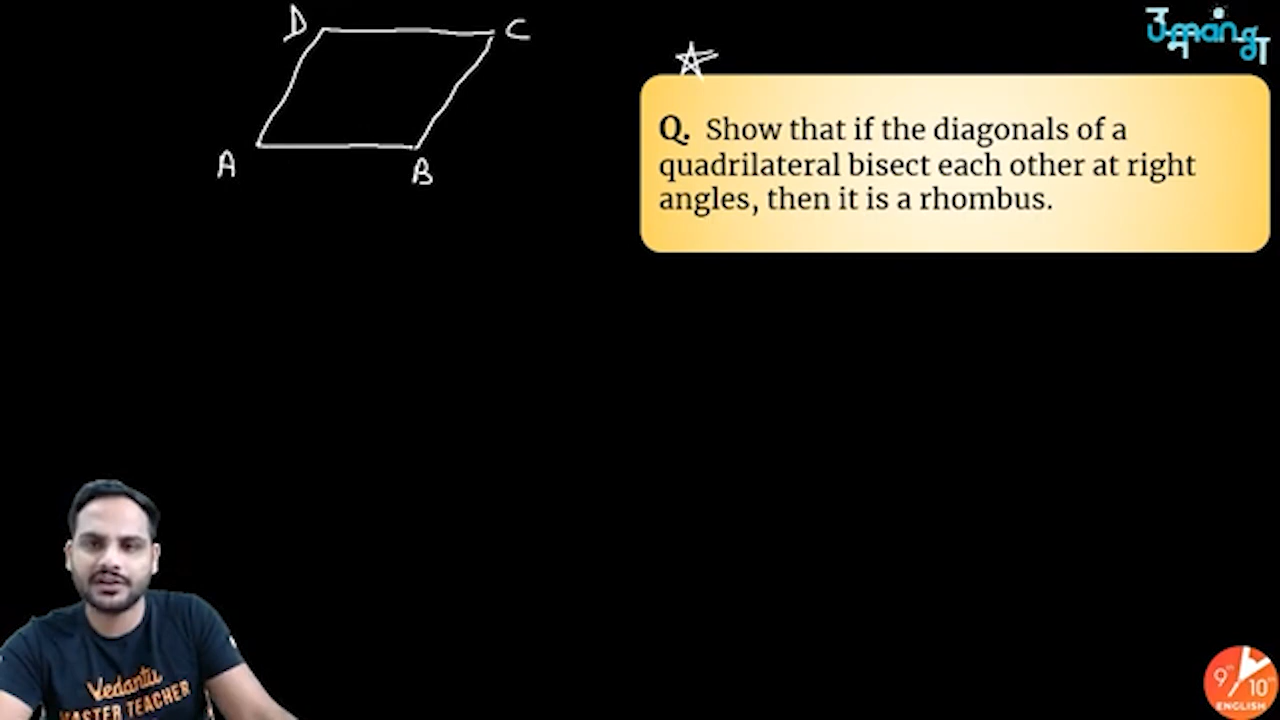 D C
A B
उमंग
Q. Show that if the diagonals of a
quadrilateral bisect each other at right
angles, then it is a rhombus.
Vedantu
MASTER TEACHER
9th 10th
ENGLISH